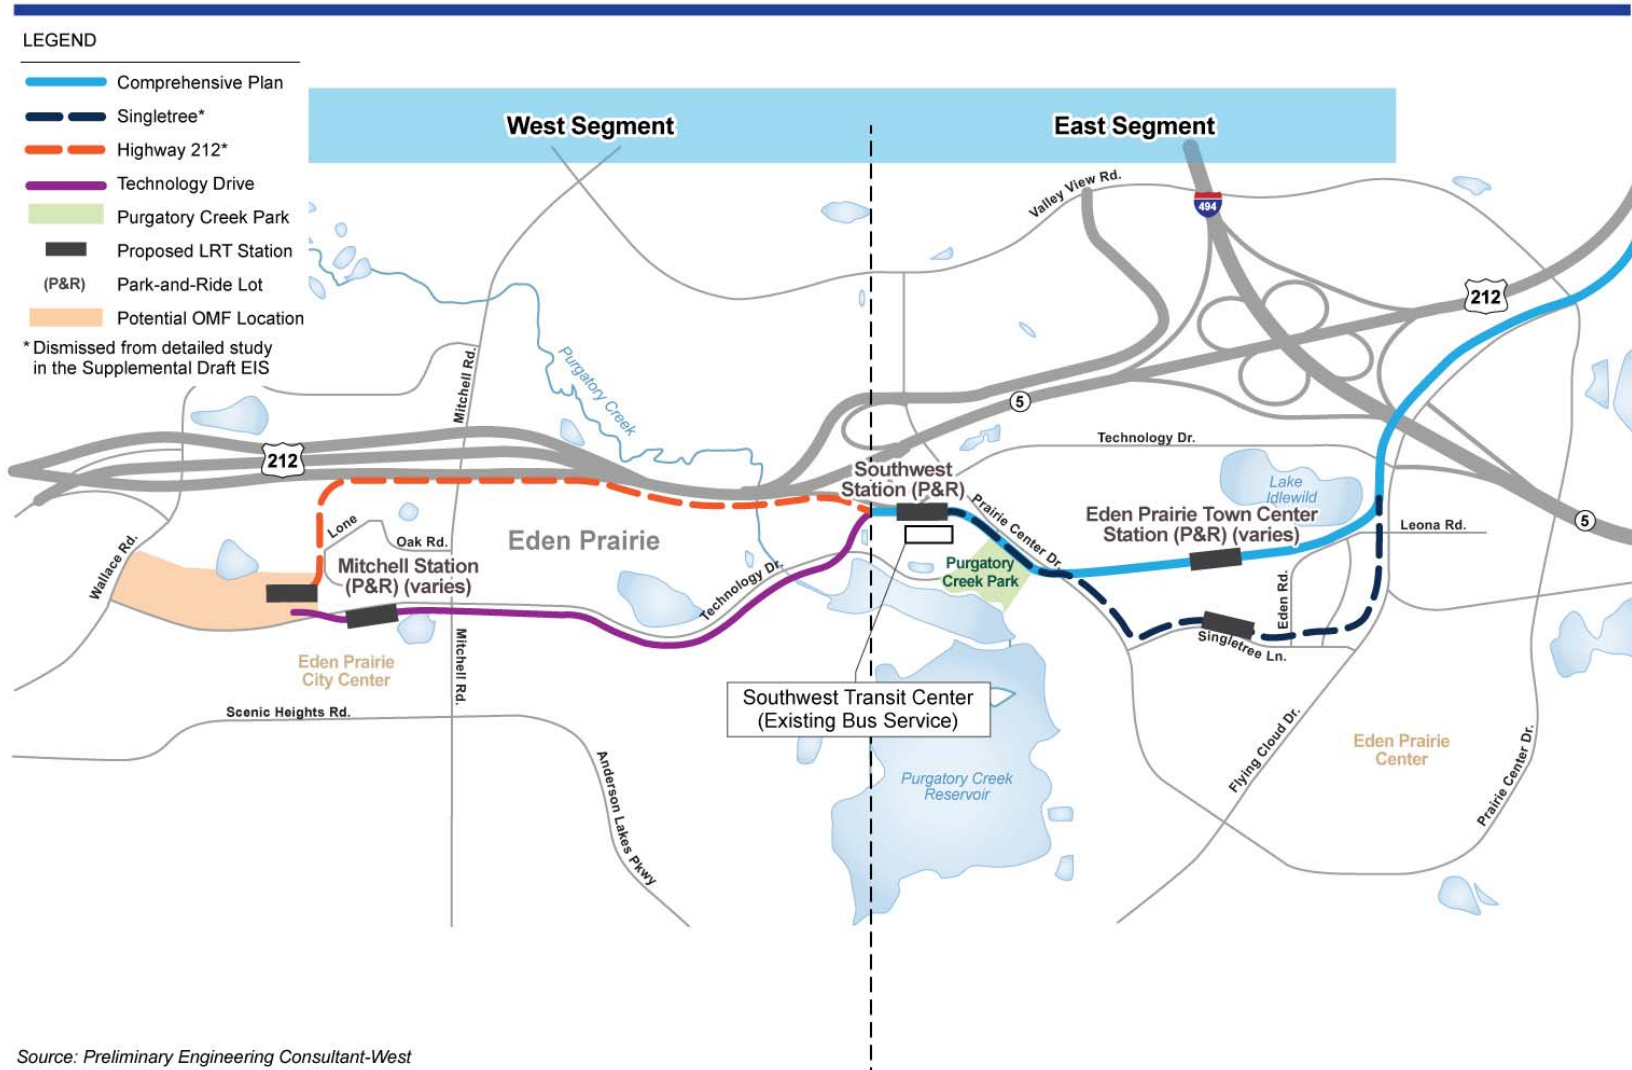 LEGEND
Comprehensive Plan
Singletree*
Highway 212*
Technology Drive
Purgatory Creek Park
Proposed LRT Station
(P&R) Park-and-Ride Lot
Potential OMF Location
* Dismissed from detailed study
in the Supplemental Draft EIS
West Segment
East Segment
Valley View Rd.
494
212
Mitchell Rd.
Purgatory Creek
5
212
Technology Dr.
Southwest
Station (P&R)
Lake
Idlewild
Prairie Center Dr.
Eden Prairie Town Center
Station (P&R) (varies)
5
Leona Rd.
Lone
Oak Rd.
Eden Prairie
Wallace Rd.
Mitchell Station
(P&R) (varies)
Technology Dr.
Purgatory
Creek Park
Eden Rd.
Singletree Ln.
Mitchell Rd.
Eden Prairie
City Center
Southwest Transit Center
(Existing Bus Service)
Scenic Heights Rd.
Anderson Lakes Pkwy
Purgatory Creek
Reservoir
Flying Cloud Dr.
Eden Prairie
Center
Prairie Center Dr.
Source: Preliminary Engineering Consultant-West